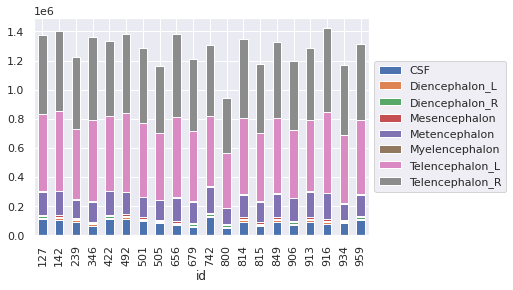 1e6
1.4
1.2
1.0
0.8
0.6
0.4
0.2
0.0
127 142 239 346 422 492 501 505 656 679 742 800 814 815 849 906 913 916 934 959
id
CSF
Diencephalon_L
Diencephalon_R
Mesencephalon
Metencephalon
Myelencephalon
Telencephalon_L
Telencephalon_R